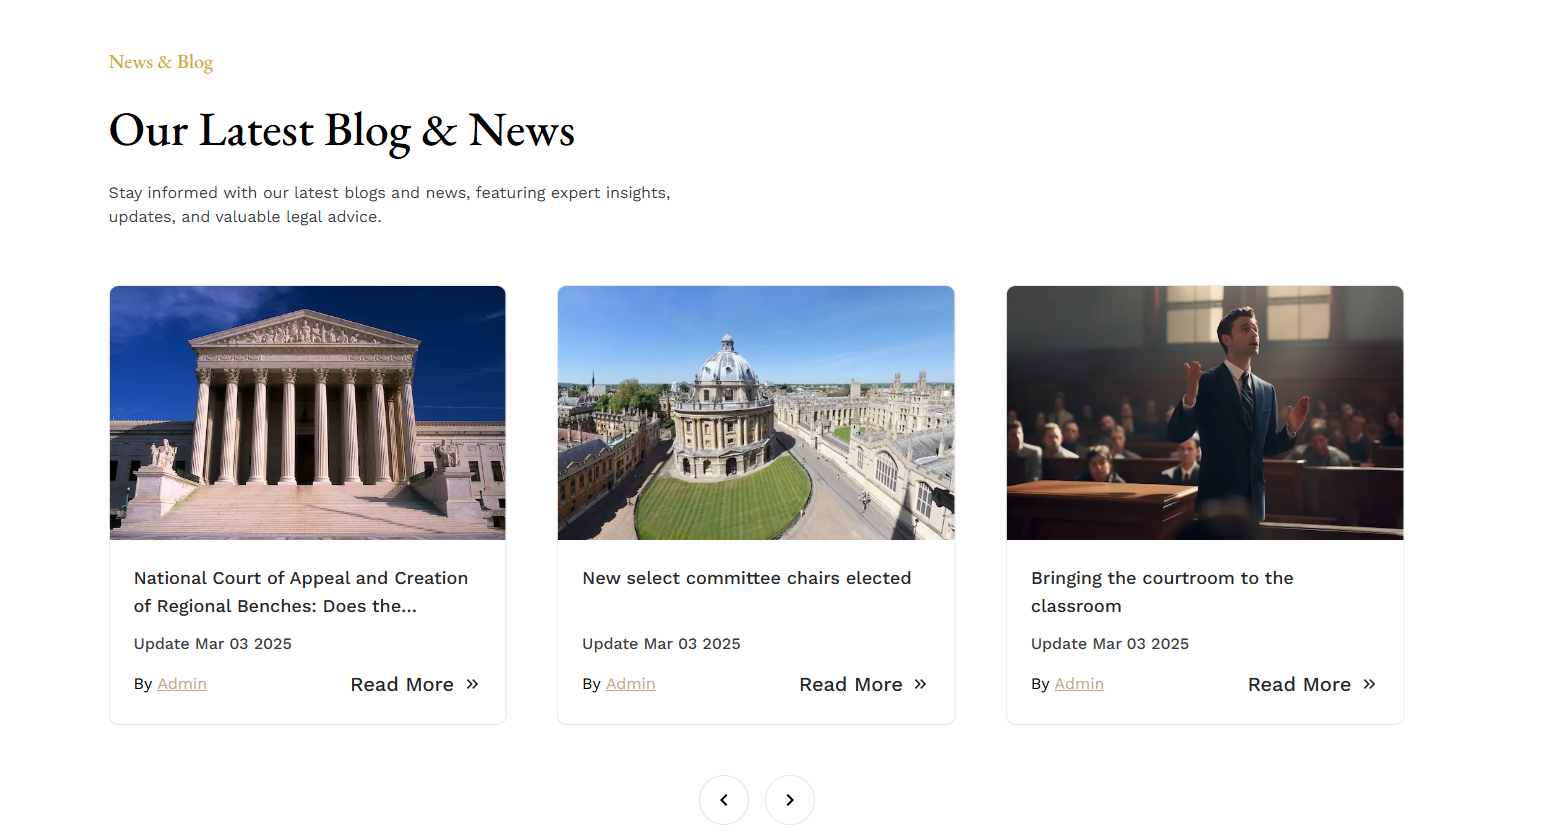 News & Blog
Our Latest Blog & News
Stay informed with our latest blogs and news, featuring expert insights,
updates, and valuable legal advice.
National Court of Appeal and Creation
of Regional Benches: Does the...
Update Mar 03 2025
By Admin
Read More
New select committee chairs elected
Update Mar 03 2025
By Admin
Read More
Bringing the courtroom to the
classroom
Update Mar 03 2025
By Admin
Read More